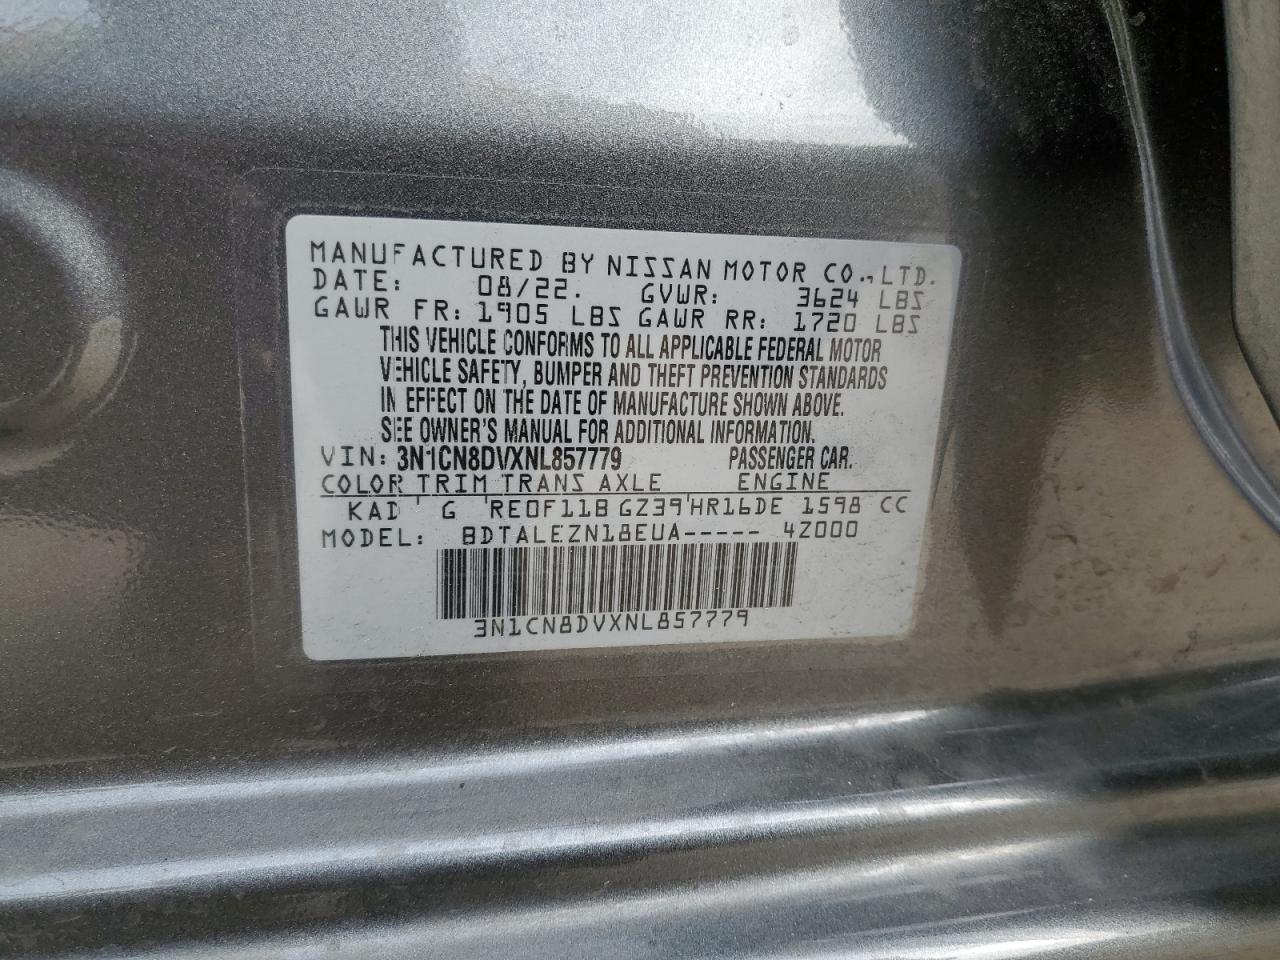 MANUFACTURED BY NISSAN MOTOR CO., LTD.
DATE: 08/22. GVWR: 3624 LBS
GAWR FR: 1905 LBS GAWR RR: 1720 LBS
THIS VEHICLE CONFORMS TO ALL APPLICABLE FEDERAL MOTOR
VEHICLE SAFETY, BUMPER AND THEFT PREVENTION STANDARDS
IN EFFECT ON THE DATE OF MANUFACTURE SHOWN ABOVE.
SEE OWNER'S MANUAL FOR ADDITIONAL INFORMATION.
VIN: 3N1CN8DVXNL857779 PASSENGER CAR.
COLOR TRIM TRANS AXLE ENGINE
KAD ' G ' RE0F11B GZ39 ' HR16DE 1598 CC
MODEL: BDTALEZN18EUA----- 4Z000
3N1CN8DVXNL857779